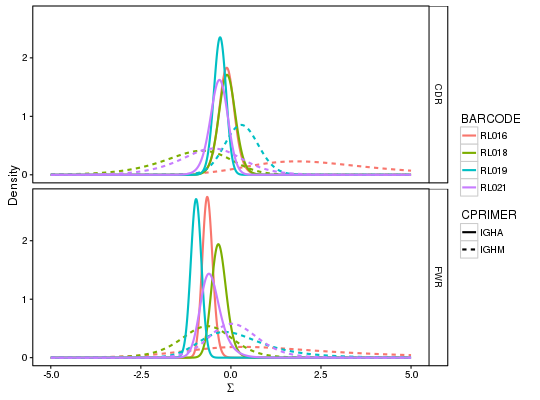 2
1
0
CDR
Density
2
1
0
FWR
-5.0 -2.5 0.0 2.5 5.0
Σ
BARCODE
RL016
RL018
RL019
RL021
CPRIMER
IGHA
IGHM